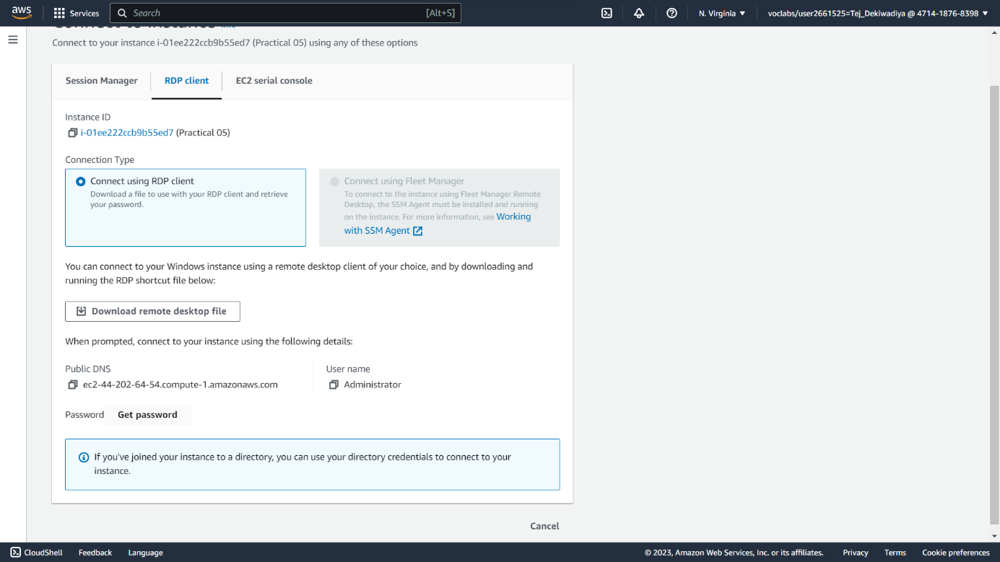 aws
Services
Search
[Alt+S]
N. Virginia
voclabs/user2661525=Tej_Dekiwadiya @ 4714-1876-8398
Connect to instance Info
Connect to your instance i-01ee222ccb9b55ed7 (Practical 05) using any of these options
Session Manager
RDP client
EC2 serial console
Instance ID
i-01ee222ccb9b55ed7 (Practical 05)
Connection Type
Connect using RDP client
Download a file to use with your RDP client and retrieve
your password.
Connect using Fleet Manager
To connect to the instance using Fleet Manager Remote
Desktop, the SSM Agent must be installed and running
on the instance. For more information, see Working
with SSM Agent
You can connect to your Windows instance using a remote desktop client of your choice, and by downloading and
running the RDP shortcut file below:
Download remote desktop file
When prompted, connect to your instance using the following details:
Public DNS
ec2-44-202-64-54.compute-1.amazonaws.com
User name
Administrator
Password
Get password
If you've joined your instance to a directory, you can use your directory credentials to connect to your
instance.
Cancel
CloudShell
Feedback
Language
© 2023, Amazon Web Services, Inc. or its affiliates.
Privacy
Terms
Cookie preferences